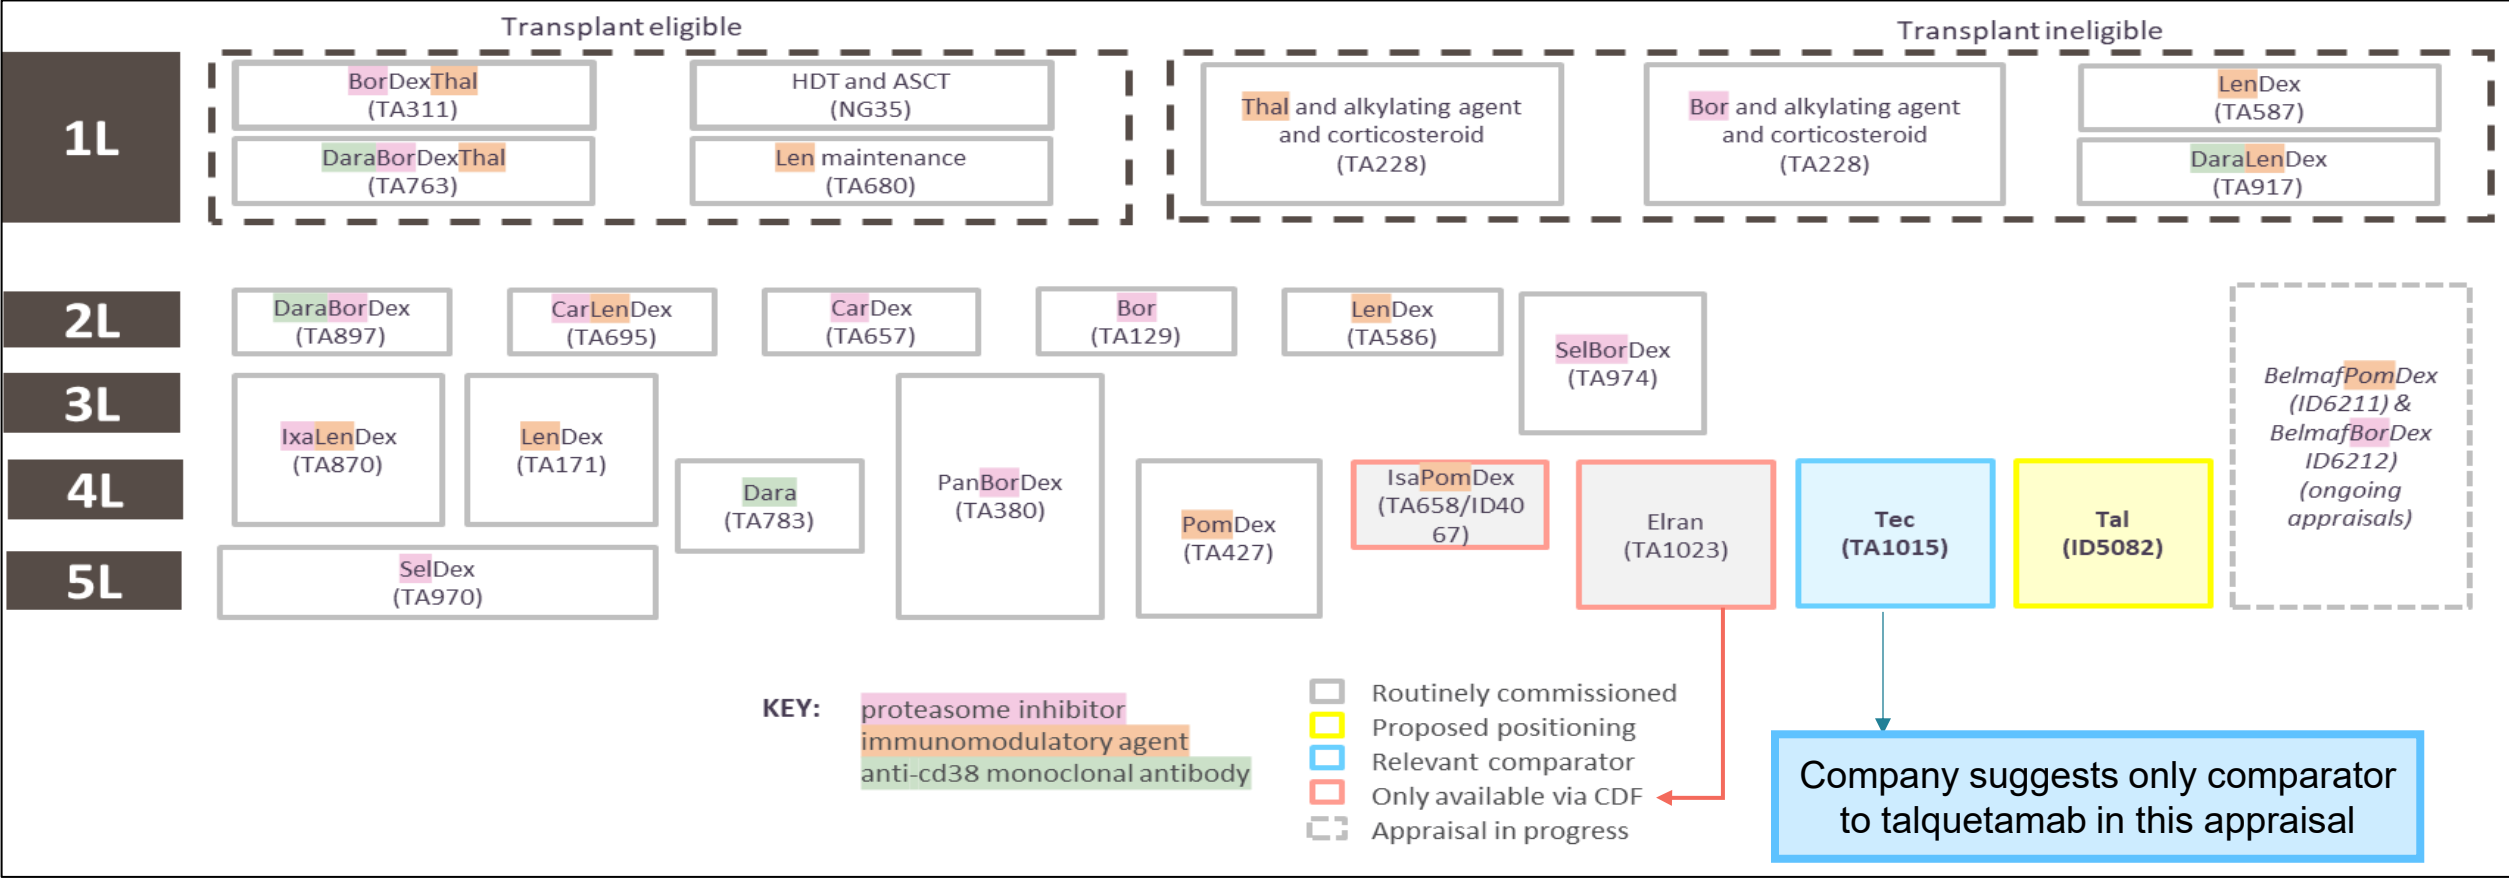 Transplant eligible
Transplant ineligible
1L
BorDexThal
(TA311)
HDT and ASCT
(NG35)
DaraBorDexThal
(TA763)
Len maintenance
(TA680)
Thal and alkylating agent
and corticosteroid
(TA228)
Bor and alkylating agent
and corticosteroid
(TA228)
LenDex
(TA587)
DaraLenDex
(TA917)
2L
DaraBorDex
(TA897)
CarLenDex
(TA695)
CarDex
(TA657)
Bor
(TA129)
LenDex
(TA586)
SelBorDex
(TA974)
BelmafPomDex
(ID6211) &
BelmafBorDex
ID6212)
(ongoing
appraisals)
3L
IxaLenDex
(TA870)
LenDex
(TA171)
4L
Dara
(TA783)
PanBorDex
(TA380)
PomDex
(TA427)
IsaPomDex
(TA658/ID40
67)
Elran
(TA1023)
Tec
(TA1015)
Tal
(ID5082)
5L
SelDex
(TA970)
KEY:
proteasome inhibitor
immunomodulatory agent
anti-cd38 monoclonal antibody
Routinely commissioned
Proposed positioning
Relevant comparator
Only available via CDF
Appraisal in progress
Company suggests only comparator
to talquetamab in this appraisal